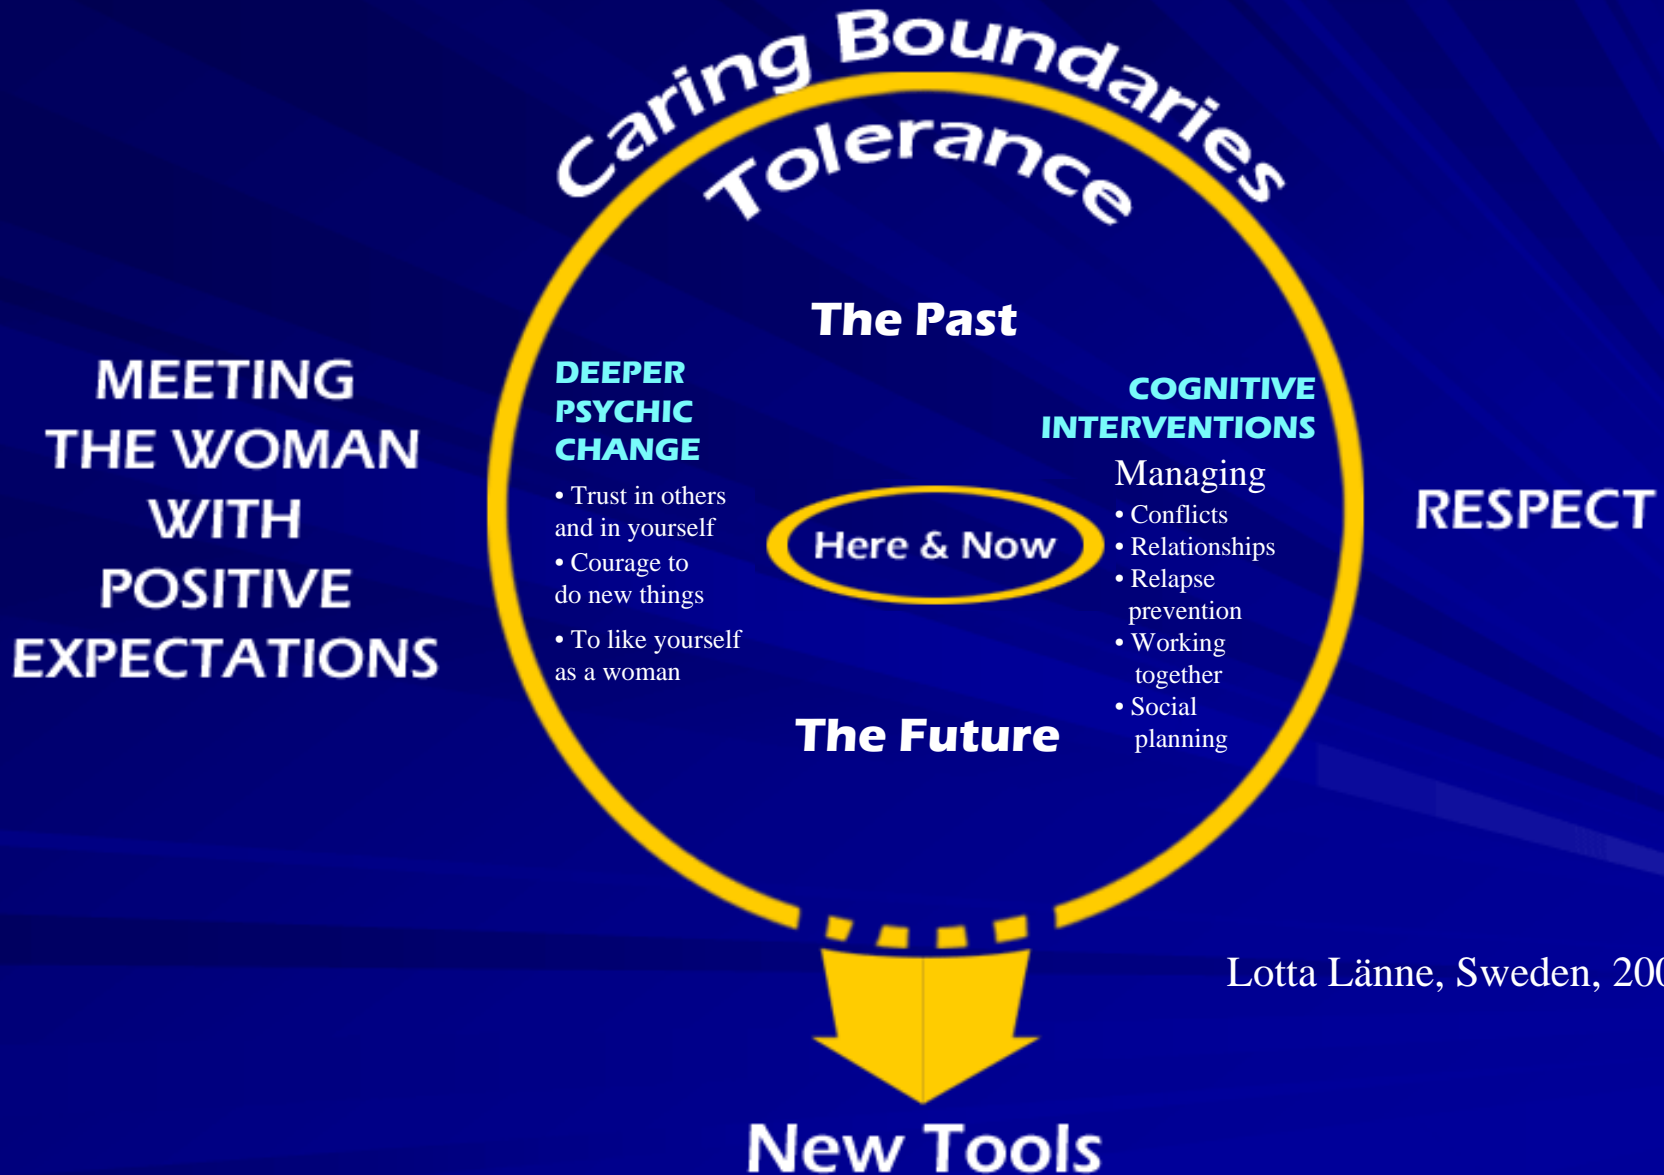 Caring Boundaries
Tolerance
The Past
MEETING
THE WOMAN
WITH
POSITIVE
EXPECTATIONS
DEEPER
PSYCHIC
CHANGE
• Trust in others
and in yourself
• Courage to
do new things
• To like yourself
as a woman
Here & Now
COGNITIVE
INTERVENTIONS
Managing
• Conflicts
• Relationships
• Relapse
prevention
• Working
together
• Social
planning
RESPECT
The Future
Lotta Länne, Sweden,
New Tools